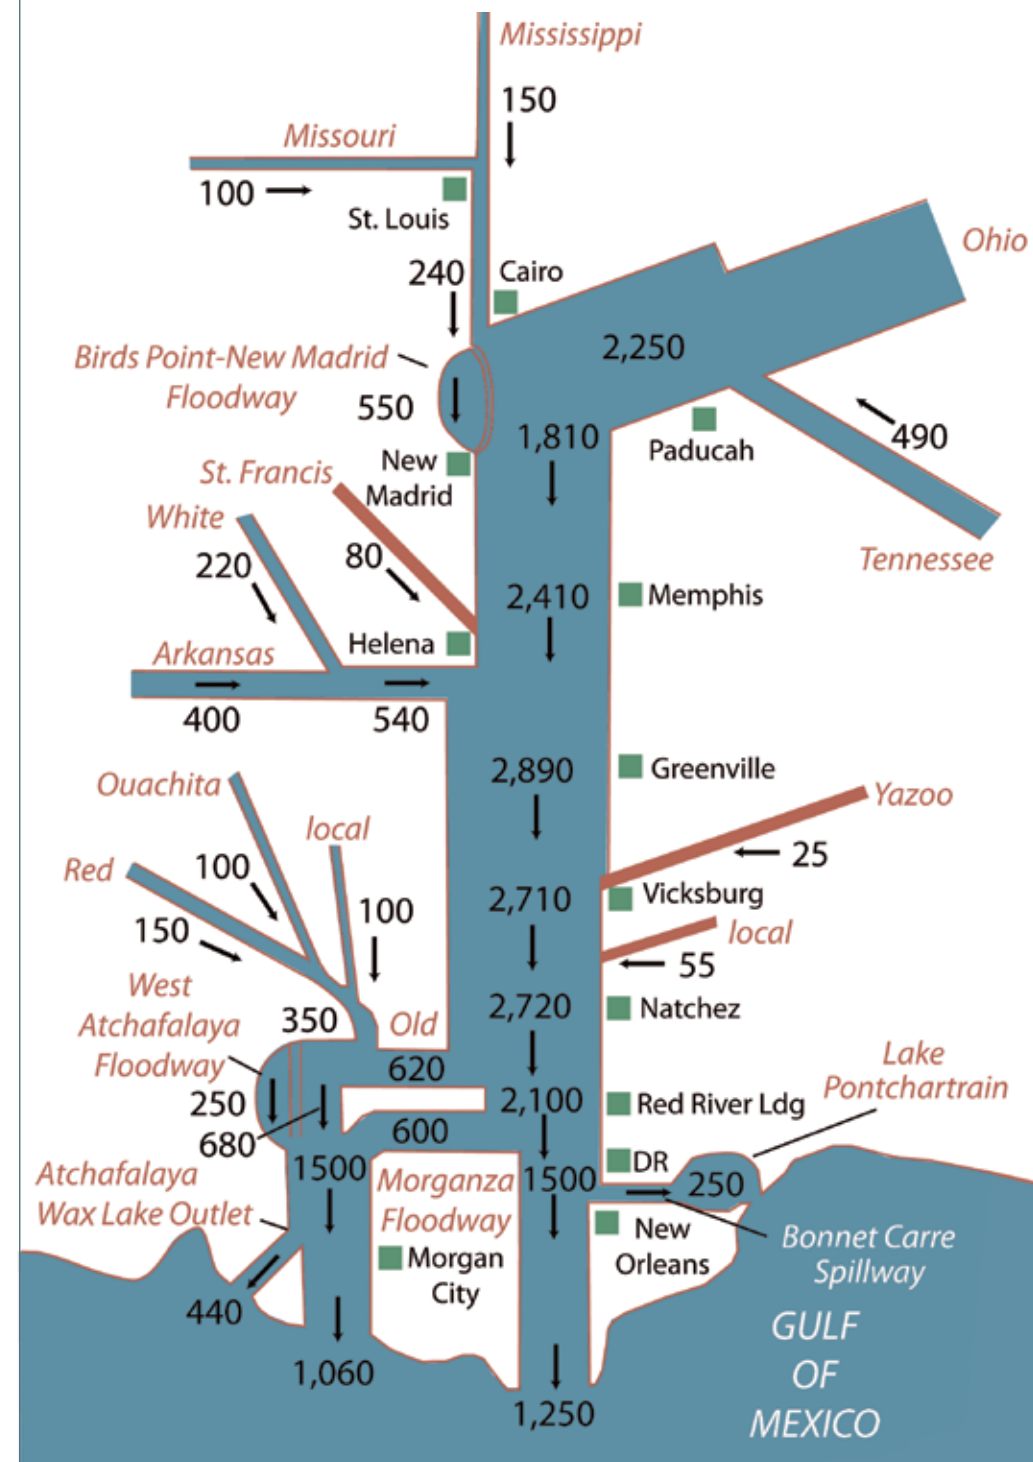 Mississippi
150
Missouri
100
St. Louis
Ohio
240
Cairo
2,250
Birds Point-New Madrid
Floodway
550
1,810
490
Paducah
New
Madrid
St. Francis
White
80
220
Tennessee
2,410
Memphis
Helena
Arkansas
400
540
2,890
Greenville
Ouachita
Yazoo
local
25
Red
100
2,710
Vicksburg
100
150
local
55
West
Atchafalaya
Floodway
350
Old
2,720
Natchez
620
Lake
Pontchartrain
250
2,100
Red River Ldg
680
600
1500
DR
1500
250
Atchafalaya
Wax Lake Outlet
Morganza
Floodway
New
Orleans
Bonnet Carre
Spillway
Morgan
City
440
1,060
1,250
GULF
OF
MEXICO